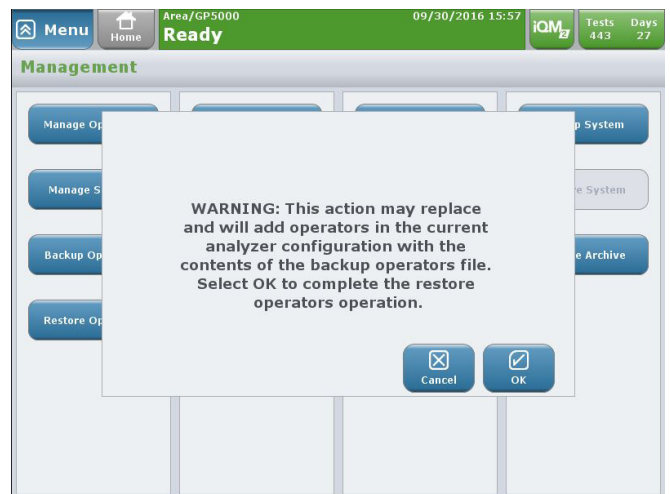 Menu
Home
Area/GP5000
09/30/2016 15:57
Ready
iQM2
Tests Days
443 27
Management
Manage Op
p System
Manage S
e System
Backup Op
e Archive
Restore Op
WARNING: This action may replace
and will add operators in the current
analyzer configuration with the
contents of the backup operators file.
Select OK to complete the restore
operators operation.
Cancel
OK